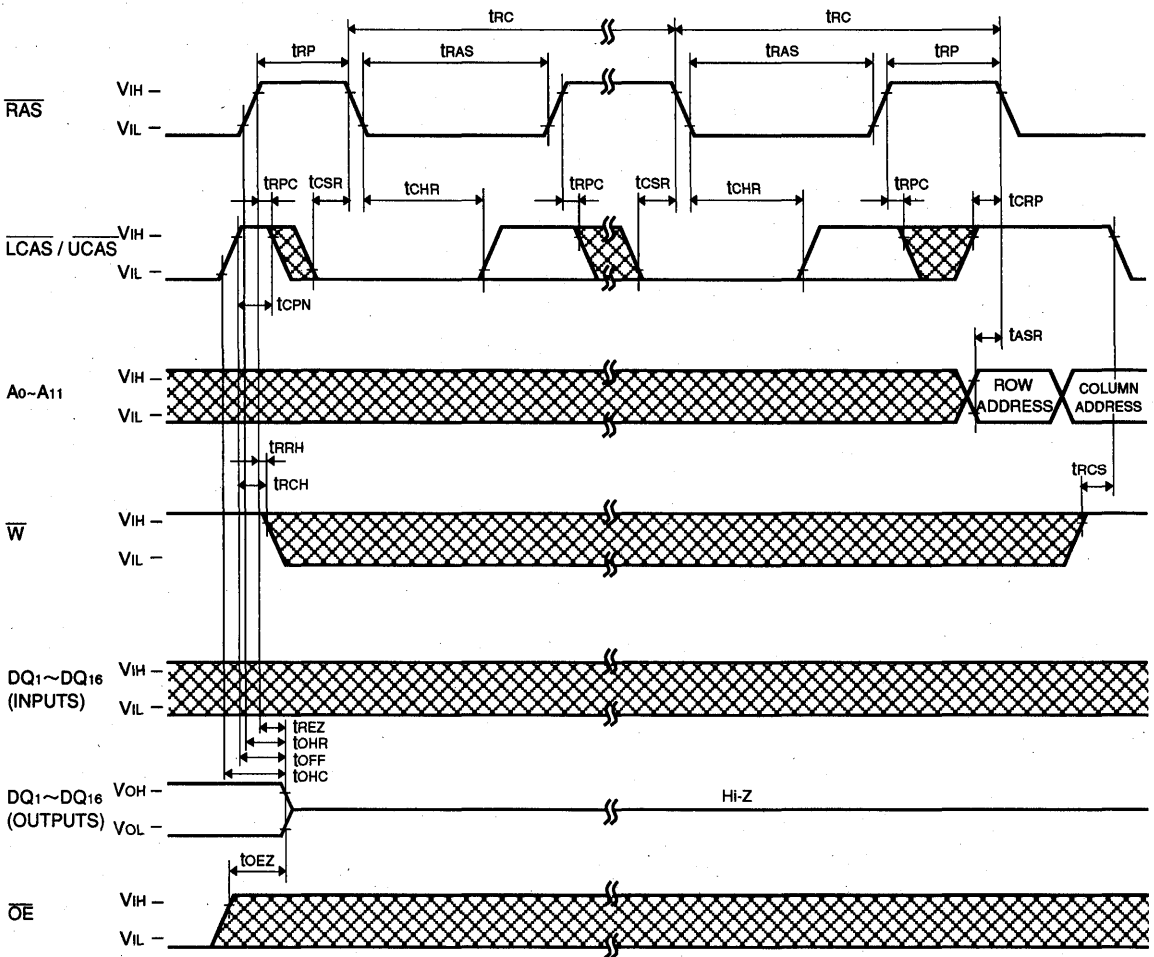 tRC tRC
tRP tRAS tRAS tRP
RAS VIH
VIL
tRPC tCSR tCHR tRPC tCSR tCHR tRPC tCRP
LCAS / UCAS VIH
VIL
tCPN
tASR
A0~A11 VIH
VIL
ROW ADDRESS
COLUMN ADDRESS
tRRH
tRCH
tRCS
W VIH
VIL
DQ1~DQ16 (INPUTS) VIH
VIL
tREZ
tOHR
tOFF
tOHC
DQ1~DQ16 (OUTPUTS) VOH
VOL
Hi-Z
tOEZ
OE VIH
VIL